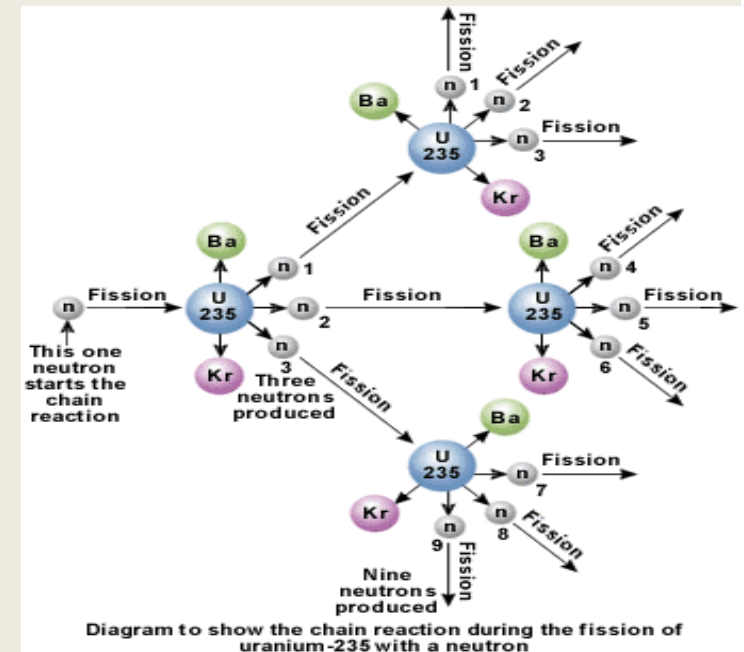 Fission
n 1
Fission
n 2
Ba
U
235
n
3
Fission
Kr
Fission
Ba
n 1
n
Fission
U
235
n
2
Fission
n
3
Kr
Three
neutrons
produced
This one
neutron
starts the
chain
reaction
Ba
n 4
Fission
U
235
n
5
Fission
n
6
Fission
Kr
Fission
Ba
U
235
n
7
Fission
Kr
n
8
Fission
n
9
Fission
Nine
neutrons
produced
Diagram to show the chain reaction during the fission of
uranium-235 with a neutron